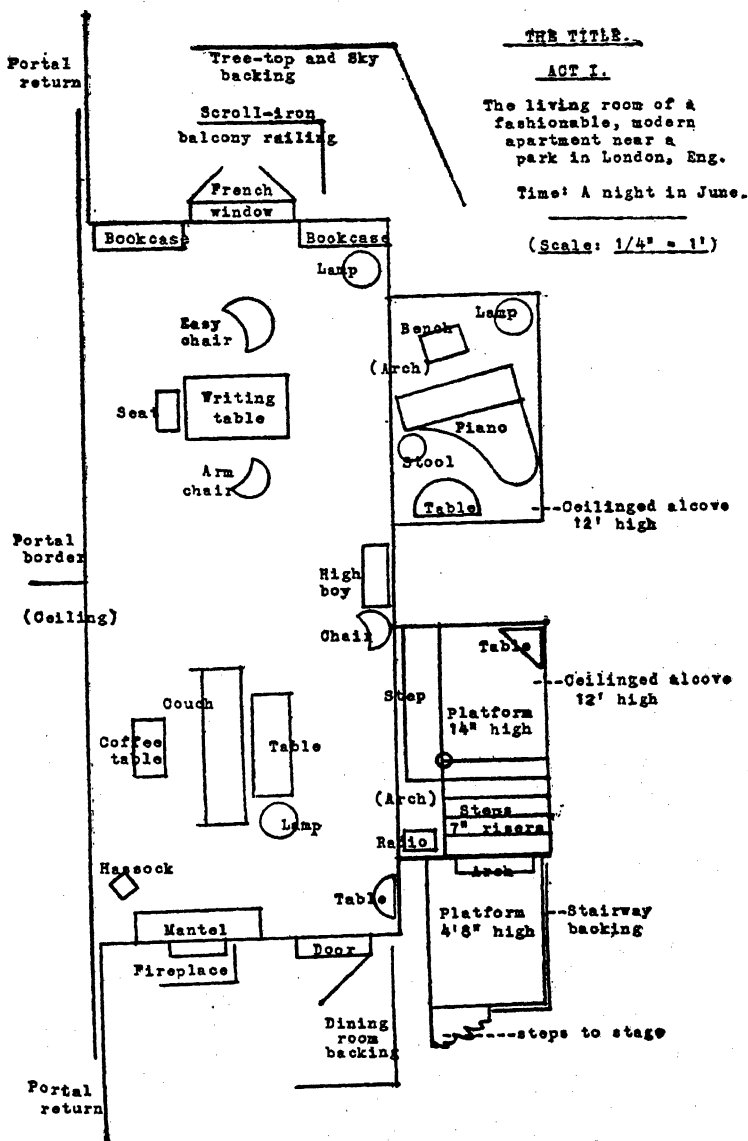 THE TITLE.
ACT I.
The living room of a
fashionable, modern
apartment near a
park in London, Eng.
Time: A night in June.
(Scale: 1/4" = 1')
Portal
return
Tree-top and Sky
backing
Scroll-iron
balcony railing
French
window
Bookcase
Bookcase
Lamp
Easy
chair
Bench
Lamp
(Arch)
Seat
Writing
table
Piano
Stool
Arm
chair
Table
Ceilinged alcove
12' high
Portal
border
(Ceiling)
High
boy
Chair
Table
Ceilinged alcove
12' high
Step
Platform
14" high
Couch
Coffee
table
Table
(Arch)
Steps
7" risers
Lamp
Radio
Hassock
Arch
Table
Mantel
Platform
4'8" high
Stairway
backing
Door
Fireplace
Dining
room
backing
steps to stage
Portal
return